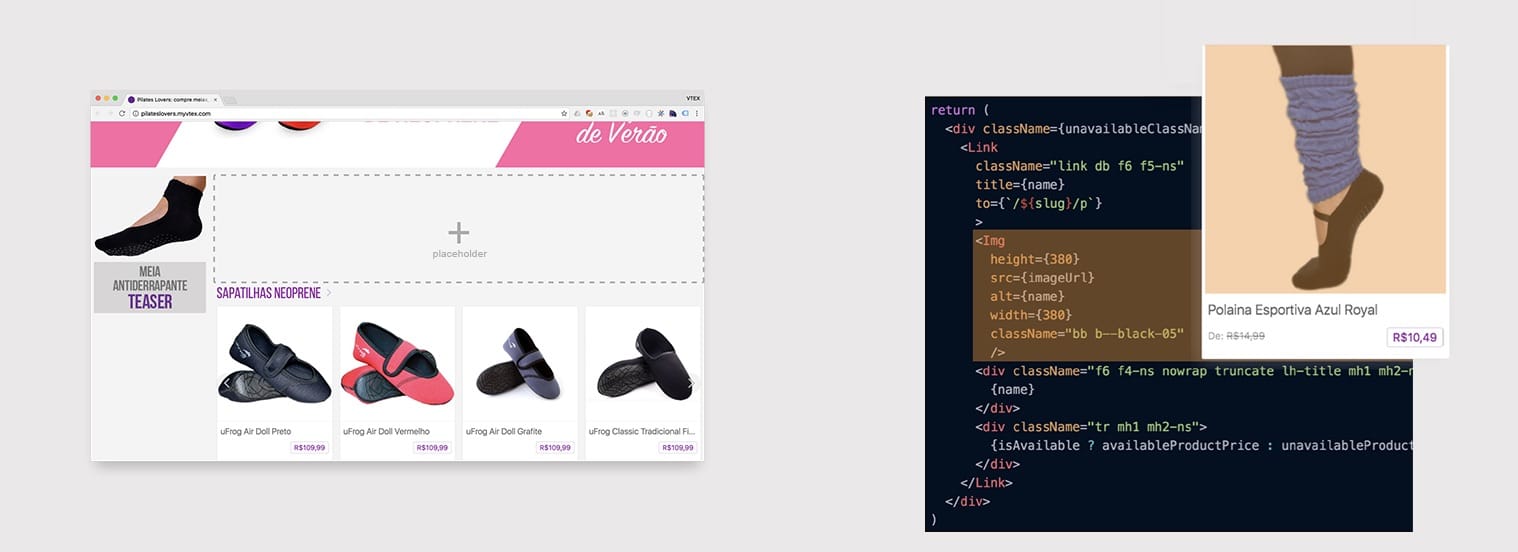 Pilates Lovers: compre meias,
VTEX
pilateslovers.myvtex.com
de Verão
placeholder
MEIA
ANTIDERRAPANTE
TEASER
SAPATILHAS NEOPRENE
uFrog Air Doll Preto
R$109,99
uFrog Air Doll Vermelho
R$109,99
uFrog Air Doll Grafite
R$109,99
uFrog Classic Tradicional Fi...
R$109,99
return (
<div className={unavailableClassNa
<Link
className="link db f6 f5-ns"
title={name}
to={`/${slug}/p`}
>
<Img
height={380}
src={imageUrl}
alt={name}
width={380}
className="bb b--black-05"
/>
<div className="f6 f4-ns nowrap truncate lh-title mh1 mh2-n
{name}
</div>
<div className="tr mh1 mh2-ns">
{isAvailable ? availableProductPrice : unavailableProduct
</div>
</Link>
</div>
)
Polaina Esportiva Azul Royal
De: R$14,99
R$10,49